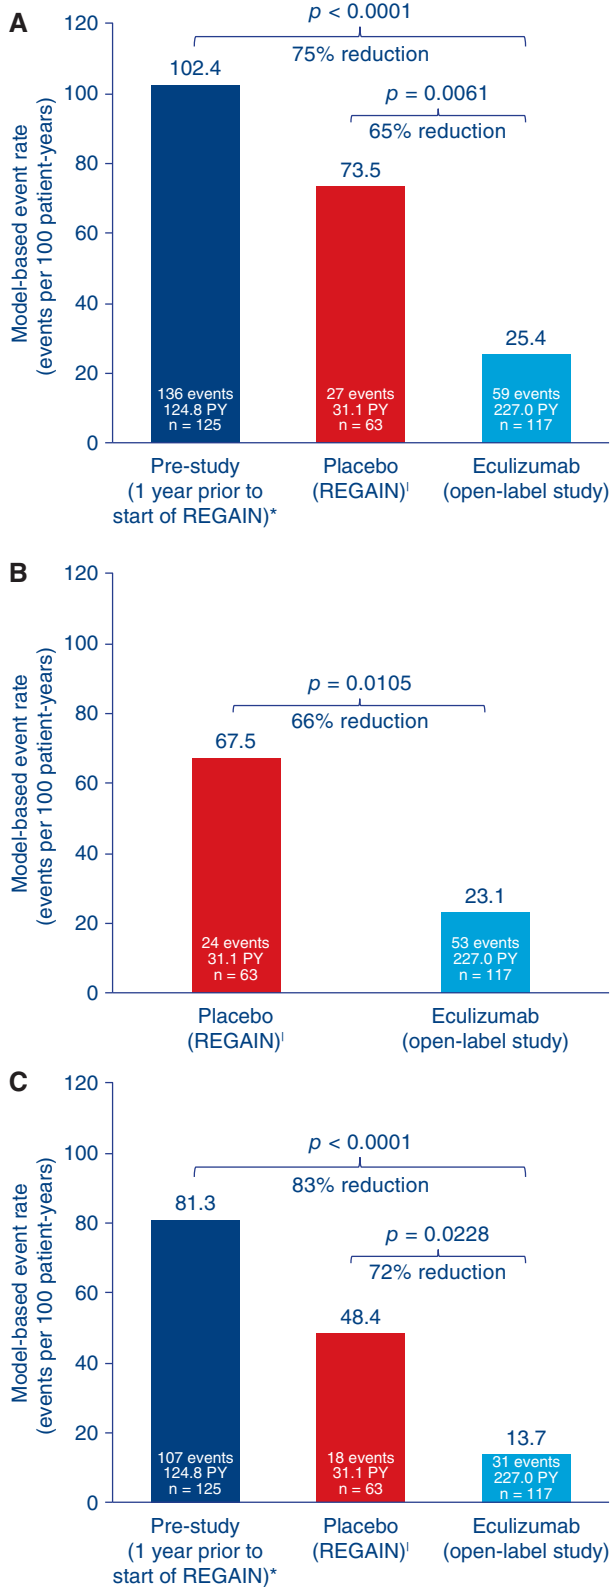 A
Model-based event rate
(events per 100 patient-years)
120
100
80
60
40
20
0
p < 0.0001
75% reduction
p = 0.0061
65% reduction
102.4
73.5
25.4
136 events
124.8 PY
n = 125
27 events
31.1 PY
n = 63
59 events
227.0 PY
n = 117
Pre-study
(1 year prior to
start of REGAIN)*
Placebo
(REGAIN)|
Eculizumab
(open-label study)
B
Model-based event rate
(events per 100 patient-years)
120
100
80
60
40
20
0
p = 0.0105
66% reduction
67.5
23.1
24 events
31.1 PY
n = 63
53 events
227.0 PY
n = 117
Placebo
(REGAIN)|
Eculizumab
(open-label study)
C
Model-based event rate
(events per 100 patient-years)
120
100
80
60
40
20
0
p < 0.0001
83% reduction
p = 0.0228
72% reduction
81.3
48.4
13.7
107 events
124.8 PY
n = 125
18 events
31.1 PY
n = 63
31 events
227.0 PY
n = 117
Pre-study
(1 year prior to
start of REGAIN)*
Placebo
(REGAIN)|
Eculizumab
(open-label study)